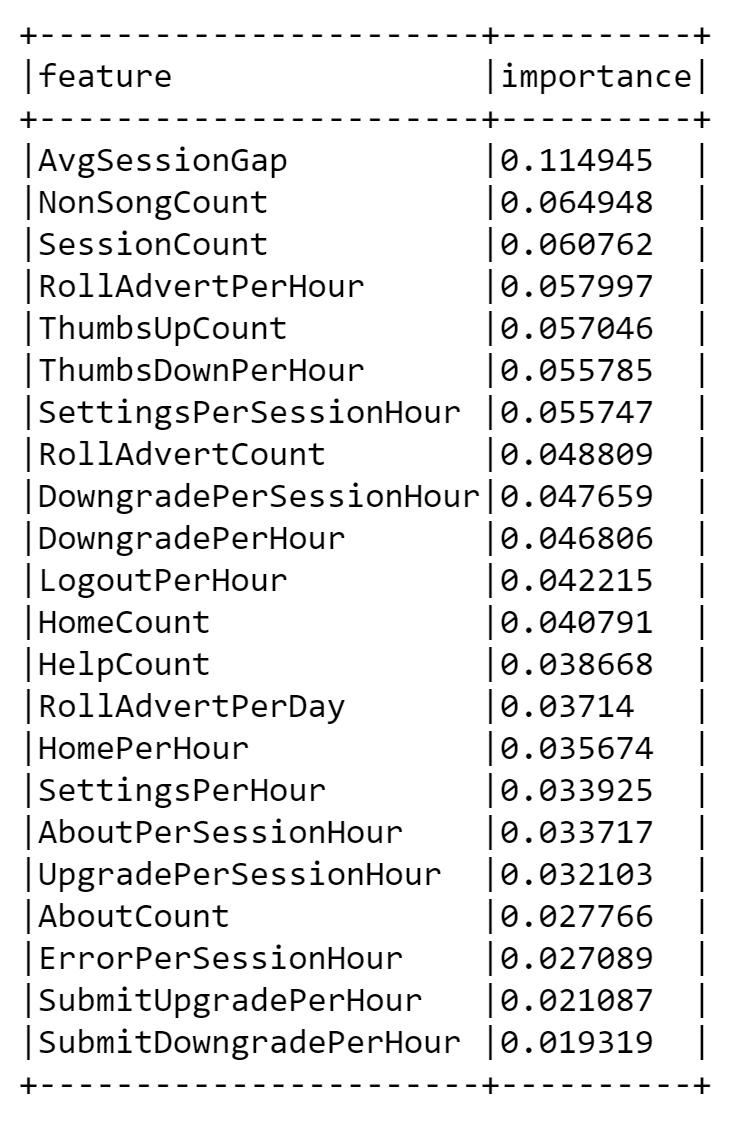 +-----------------------+----------+
|feature                |importance|
+-----------------------+----------+
|AvgSessionGap          |0.114945  |
|NonSongCount           |0.064948  |
|SessionCount           |0.060762  |
|RollAdvertPerHour      |0.057997  |
|ThumbsUpCount          |0.057046  |
|ThumbsDownPerHour      |0.055785  |
|SettingsPerSessionHour |0.055747  |
|RollAdvertCount        |0.048809  |
|DowngradePerSessionHour|0.047659  |
|DowngradePerHour       |0.046806  |
|LogoutPerHour          |0.042215  |
|HomeCount              |0.040791  |
|HelpCount              |0.038668  |
|RollAdvertPerDay       |0.03714   |
|HomePerHour            |0.035674  |
|SettingsPerHour        |0.033925  |
|AboutPerSessionHour    |0.033717  |
|UpgradePerSessionHour  |0.032103  |
|AboutCount             |0.027766  |
|ErrorPerSessionHour    |0.027089  |
|SubmitUpgradePerHour   |0.021087  |
|SubmitDowngradePerHour |0.019319  |
+-----------------------+----------+